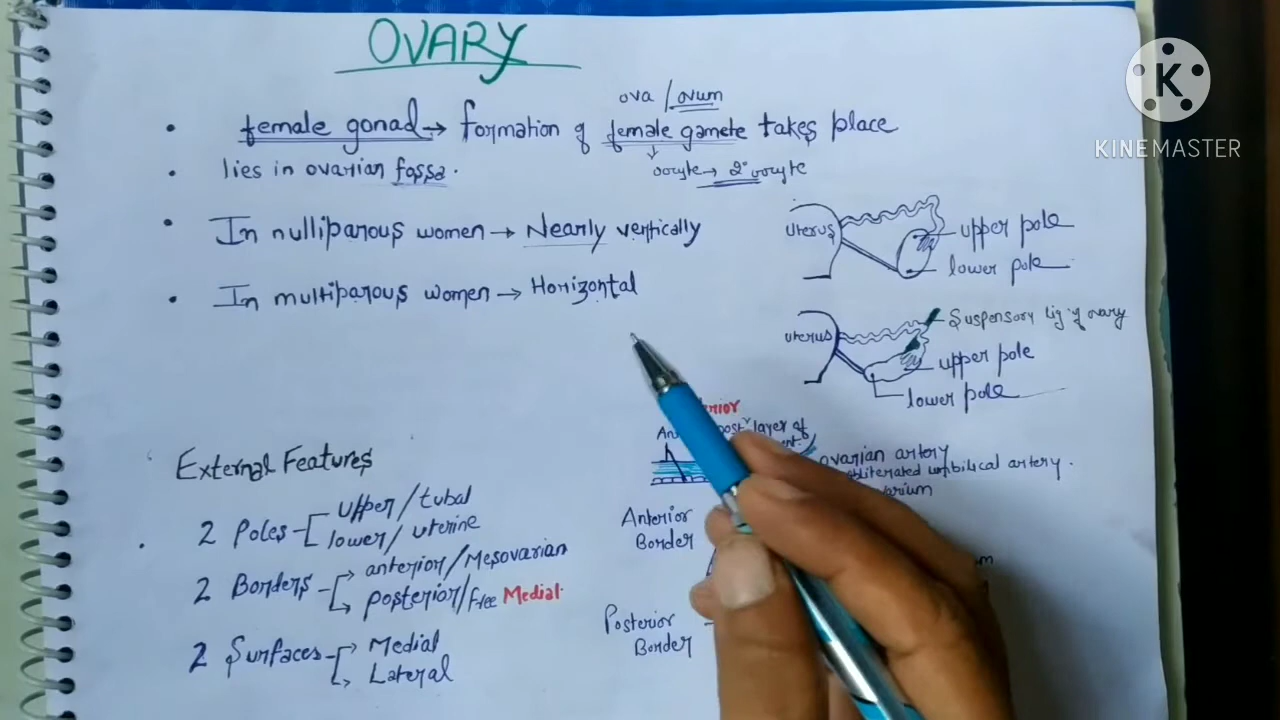 OVARY
K
KINEMASTER
ova / ovum
• female gonad → formation of female gamete takes place
oocyte → 2° oocyte
• lies in ovarian fossa.
• In nulliparous women → Nearly vertically
uterus
upper pole
lower pole
• In multiparous women → Horizontal
uterus
Suspensory lig. of ovary
upper pole
lower pole
post layer of
ovarian artery
obliterated umbilical artery.
External Features
2 Poles
upper/tubal
lower/uterine
2 Borders
→ anterior/Mesovarian
→ posterior/free Medial.
2 Surfaces
→ Medial
→ Lateral
Anterior
Border
Posterior
Border